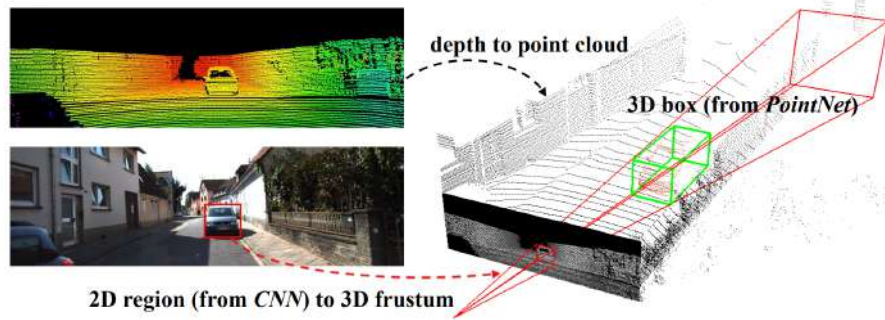 depth to point cloud
3D box (from PointNet)
2D region (from CNN) to 3D frustum